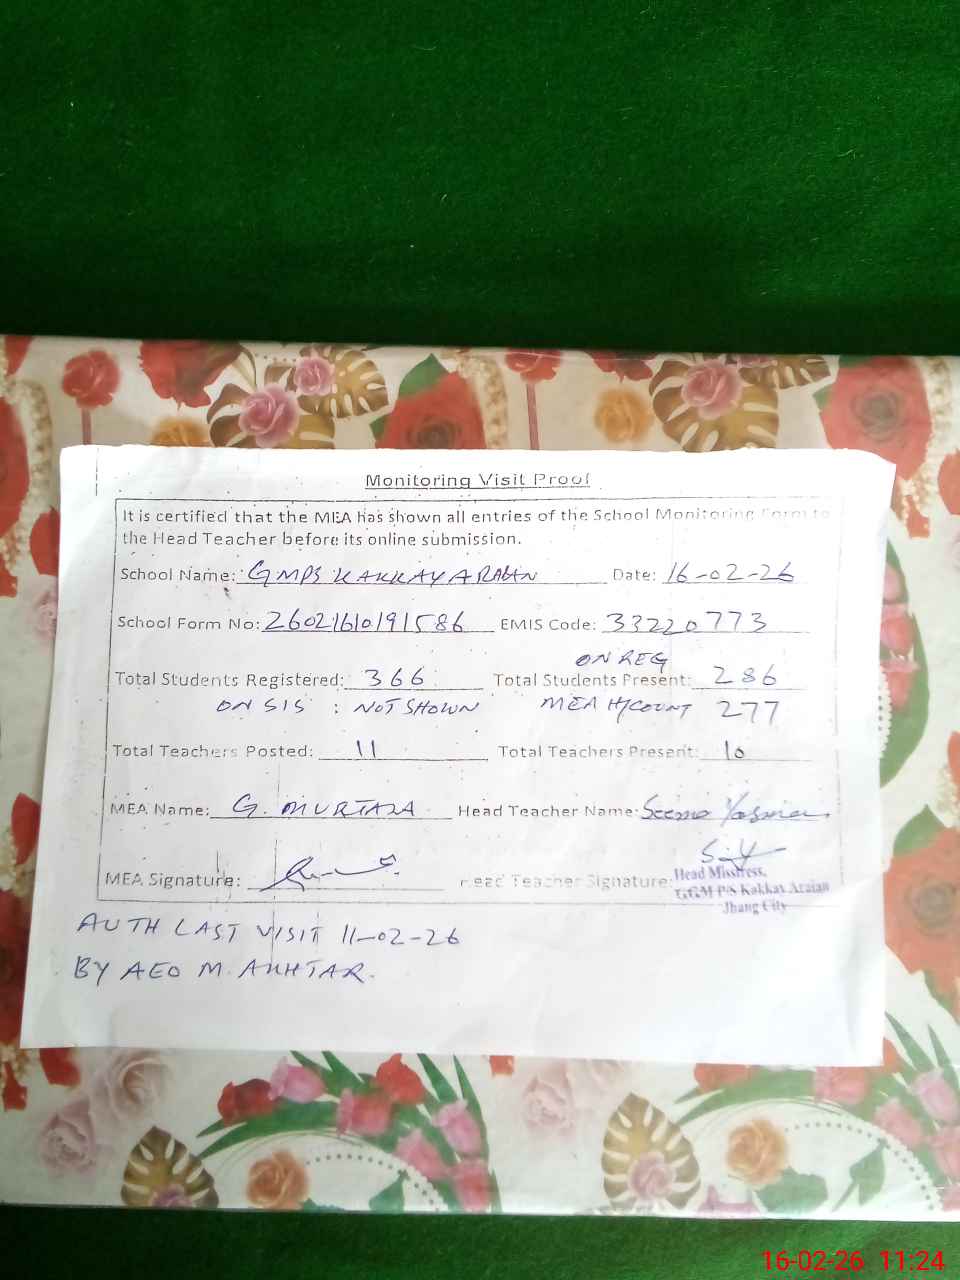 Monitoring Visit Proof
It is certified that the MEA has shown all entries of the School Monitoring Form to
the Head Teacher before its online submission.
School Name: GMPS KAKKAY ARAIAN Date: 16-02-26
School Form No: 26021610191586 EMIS Code: 33220773
ON REG
Total Students Registered: 366 Total Students Present: 286
ON SIS : NOT SHOWN MEA H/COUNT 277
Total Teachers Posted: 11 Total Teachers Present: 10
MEA Name: G. MURTAZA Head Teacher Name: Seema Yasmin
MEA Signature: Head Teacher Signature:
Head Mistress,
G.G.M P/S Kakkay Araian
Jhang City
AUTH LAST VISIT 11-02-26
BY AEO M. AKHTAR.
16-02-26 11:24